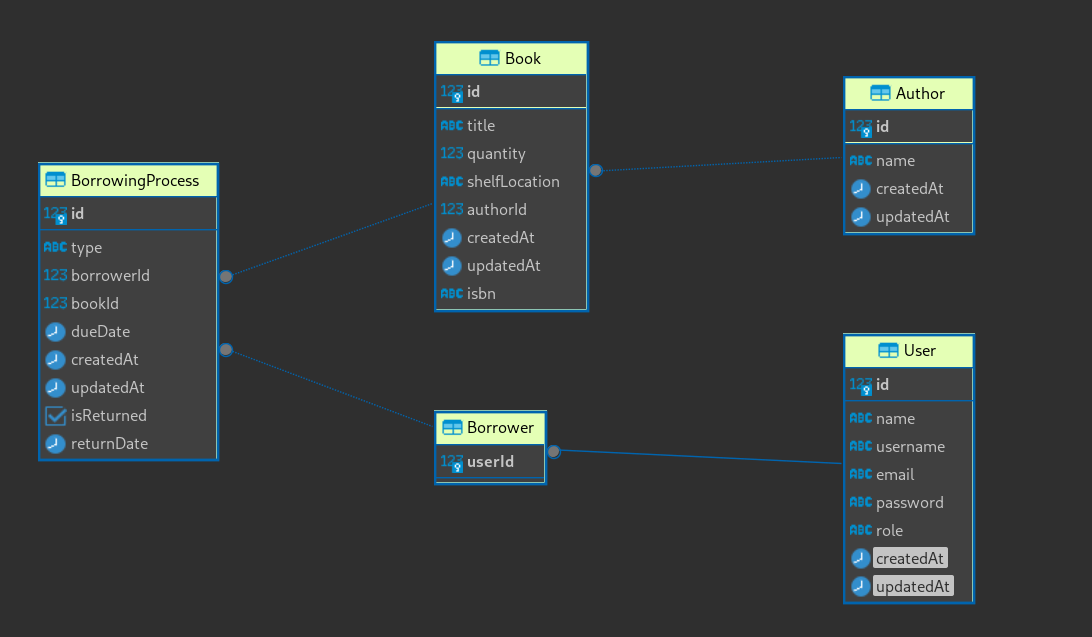 Book
123 id
ABC title
123 quantity
ABC shelfLocation
123 authorId
createdAt
updatedAt
ABC isbn
Author
123 id
ABC name
createdAt
updatedAt
BorrowingProcess
123 id
ABC type
123 borrowerId
123 bookId
dueDate
createdAt
updatedAt
isReturned
returnDate
Borrower
123 userId
User
123 id
ABC name
ABC username
ABC email
ABC password
ABC role
createdAt
updatedAt